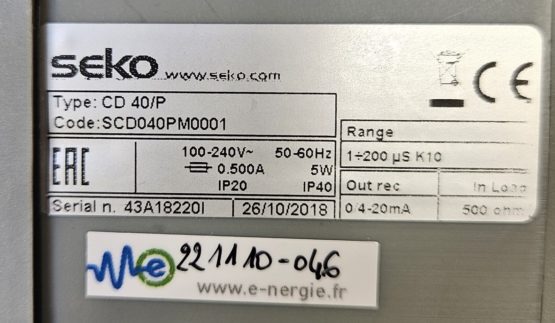 seko www.seko.com
Type: CD 40/P
Code: SCD040PM0001
EAC
100-240V~ 50-60Hz
0.500A 5W
IP20 IP40
Serial n. 43A18220I 26/10/2018
CE
Range
1÷200 µS K10
Out rec In Load
0/4-20mA 500 ohm
e 221110-046
www.e-nergie.fr